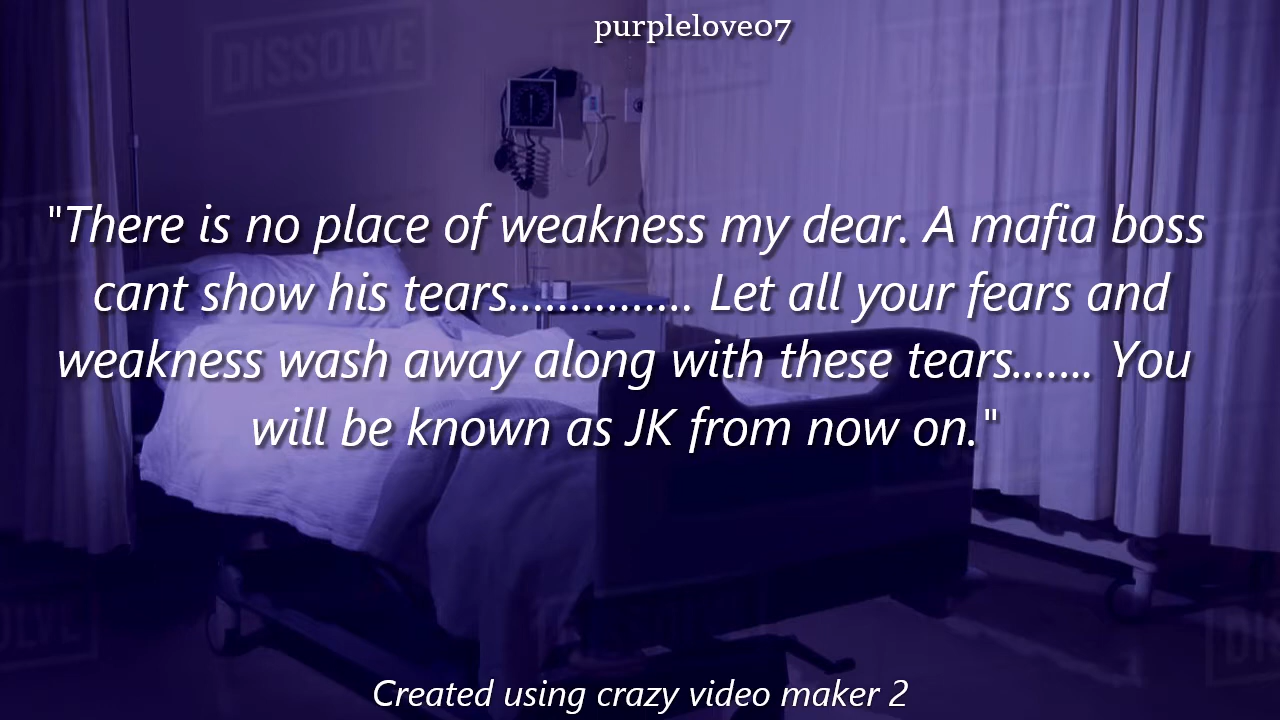 purplelove07
DISSOLVE
"There is no place of weakness my dear. A mafia boss
cant show his tears............... Let all your fears and
weakness wash away along with these tears....... You
will be known as JK from now on."
Created using crazy video maker 2